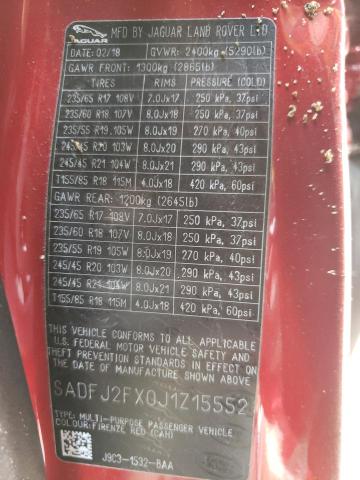 JAGUAR
MFD BY JAGUAR LAND ROVER LTD
DATE: 02/18 GVWR: 2400kg (5290lb)
GAWR FRONT: 1300kg (2865lb)
TIRES RIMS PRESSURE (COLD)
235/65 R17 108V 7.0Jx17 250 kPa, 37psi
235/60 R18 107V 8.0Jx18 250 kPa, 37psi
235/55 R19 105W 8.0Jx19 270 kPa, 40psi
245/45 R20 103W 8.0Jx20 290 kPa, 43psi
245/45 R21 104W 8.0Jx21 290 kPa, 43psi
T155/85 R18 115M 4.0Jx18 420 kPa, 60psi
GAWR REAR: 1200kg (2645lb)
235/65 R17 108V 7.0Jx17 250 kPa, 37psi
235/60 R18 107V 8.0Jx18 250 kPa, 37psi
235/55 R19 105W 8.0Jx19 270 kPa, 40psi
245/45 R20 103W 8.0Jx20 290 kPa, 43psi
245/45 R21 104W 8.0Jx21 290 kPa, 43psi
T155/85 R18 115M 4.0Jx18 420 kPa, 60psi
THIS VEHICLE CONFORMS TO ALL APPLICABLE
U.S. FEDERAL MOTOR VEHICLE SAFETY, BUMPER
AND THEFT PREVENTION STANDARDS IN EFFECT ON
THE DATE OF MANUFACTURE SHOWN ABOVE
SADFJ2FX0J1Z15552
TYPE: MULTI-PURPOSE PASSENGER VEHICLE
COLOUR: FIRENZE RED (CAH)
J9C3-1532-BAA